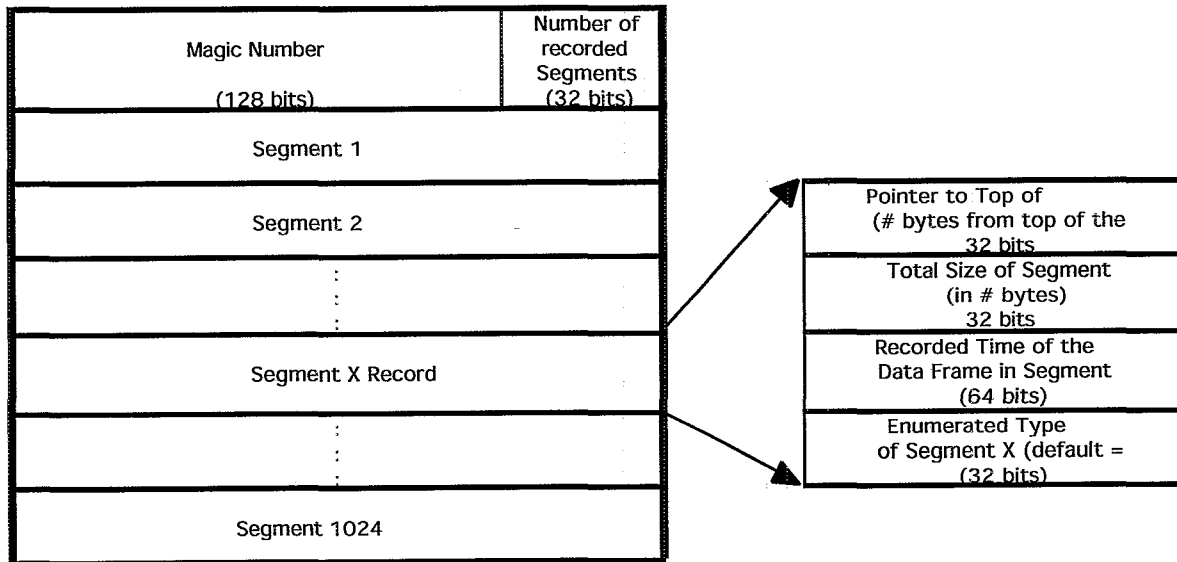 Magic Number
(128 bits)
Number of
recorded
Segments
(32 bits)
Segment 1
Segment 2
:
:
:
Segment X Record
:
:
:
Segment 1024
Pointer to Top of
(# bytes from top of the
32 bits
Total Size of Segment
(in # bytes)
32 bits
Recorded Time of the
Data Frame in Segment
(64 bits)
Enumerated Type
of Segment X (default =
(32 bits)